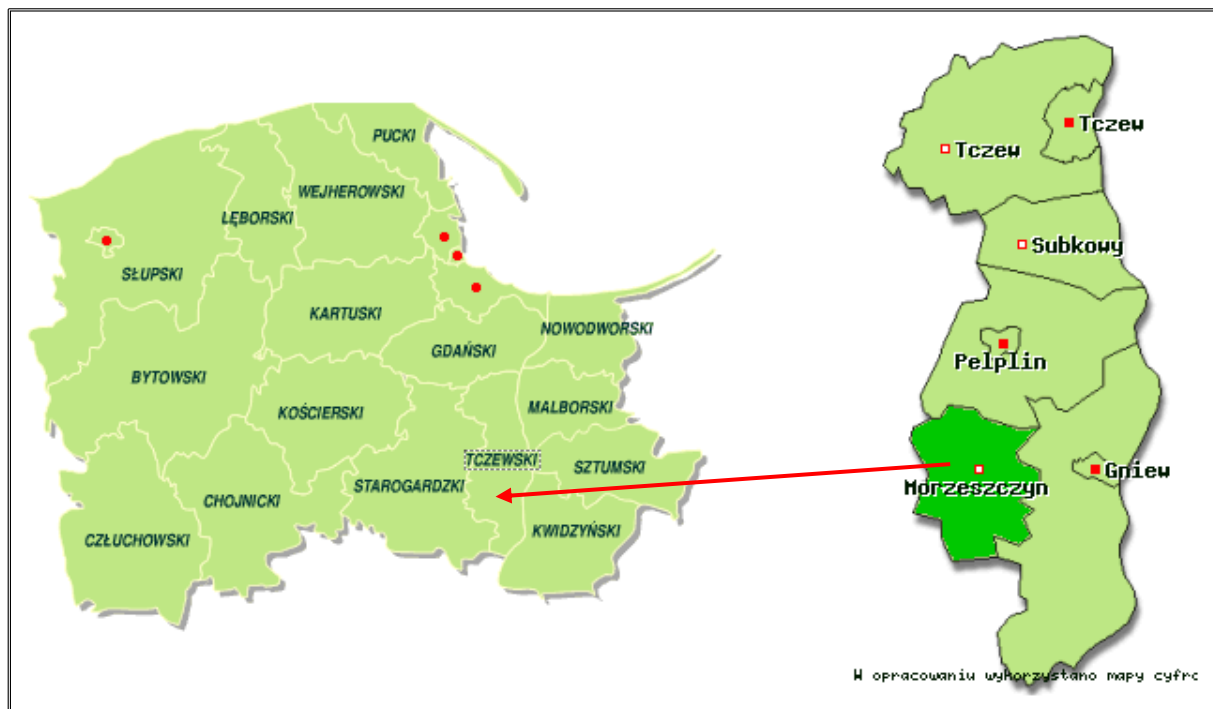 PUCKI
WEJHEROWSKI
LĘBORSKI
SŁUPSKI
KARTUSKI
NOWODWORSKI
GDAŃSKI
BYTOWSKI
KOŚCIERSKI
MALBORSKI
TCZEWSKI
SZTUMSKI
STAROGARDZKI
CHOJNICKI
KWIDZYŃSKI
CZŁUCHOWSKI
Tczew
Tczew
Subkowy
Pelplin
Gniew
Morzeszczyn
W opracowaniu wykorzystano mapy cyfrc